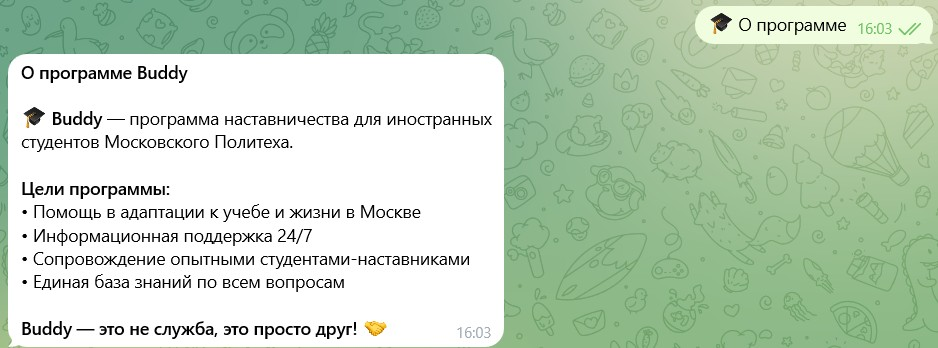 🎓 О программе 16:03
О программе Buddy
🎓 Buddy — программа наставничества для иностранных
студентов Московского Политеха.
Цели программы:
• Помощь в адаптации к учебе и жизни в Москве
• Информационная поддержка 24/7
• Сопровождение опытными студентами-наставниками
• Единая база знаний по всем вопросам
Buddy — это не служба, это просто друг! 🤝 16:03